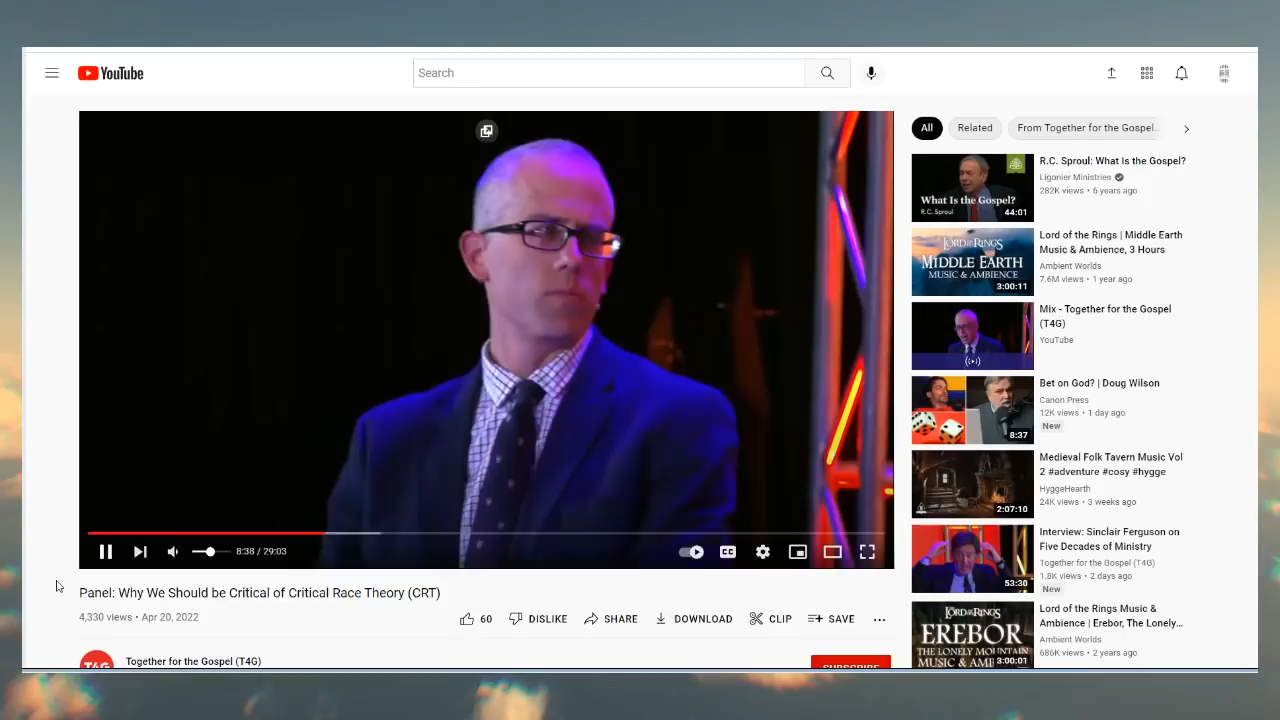 YouTube
Search
8:38 / 29:03
Panel: Why We Should be Critical of Critical Race Theory (CRT)
4,330 views • Apr 20, 2022
60
DISLIKE
SHARE
DOWNLOAD
CLIP
SAVE
T4G
Together for the Gospel (T4G)
SUBSCRIBE
All
Related
From Together for the Gospel…
What Is the Gospel?
R.C. Sproul
44:01
R.C. Sproul: What Is the Gospel?
Ligonier Ministries
282K views • 6 years ago
LORD OF THE RINGS
MIDDLE EARTH
MUSIC & AMBIENCE
3:00:11
Lord of the Rings | Middle Earth
Music & Ambience, 3 Hours
Ambient Worlds
7.6M views • 1 year ago
Mix - Together for the Gospel
(T4G)
YouTube
8:37
Bet on God? | Doug Wilson
Canon Press
12K views • 1 day ago
New
2:07:10
Medieval Folk Tavern Music Vol
2 #adventure #cosy #hygge
HyggeHearth
24K views • 3 weeks ago
53:30
Interview: Sinclair Ferguson on
Five Decades of Ministry
Together for the Gospel (T4G)
1.8K views • 2 days ago
New
LORD OF THE RINGS
EREBOR
THE LONELY MOUNTAIN
MUSIC & AMB
3:00:01
Lord of the Rings Music &
Ambience | Erebor, The Lonely…
Ambient Worlds
686K views • 2 years ago